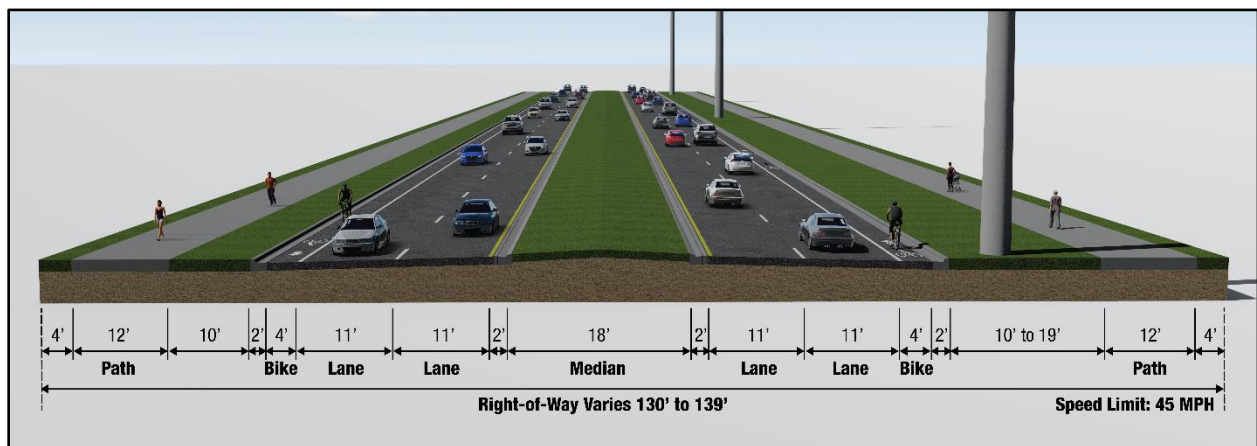 4' 12' 10' 2' 4' 11' 11' 2' 18' 2' 11' 11' 4' 2' 10' to 19' 12' 4'
Path Bike Lane Lane Median Lane Lane Bike Path
Right-of-Way Varies 130' to 139' Speed Limit: 45 MPH